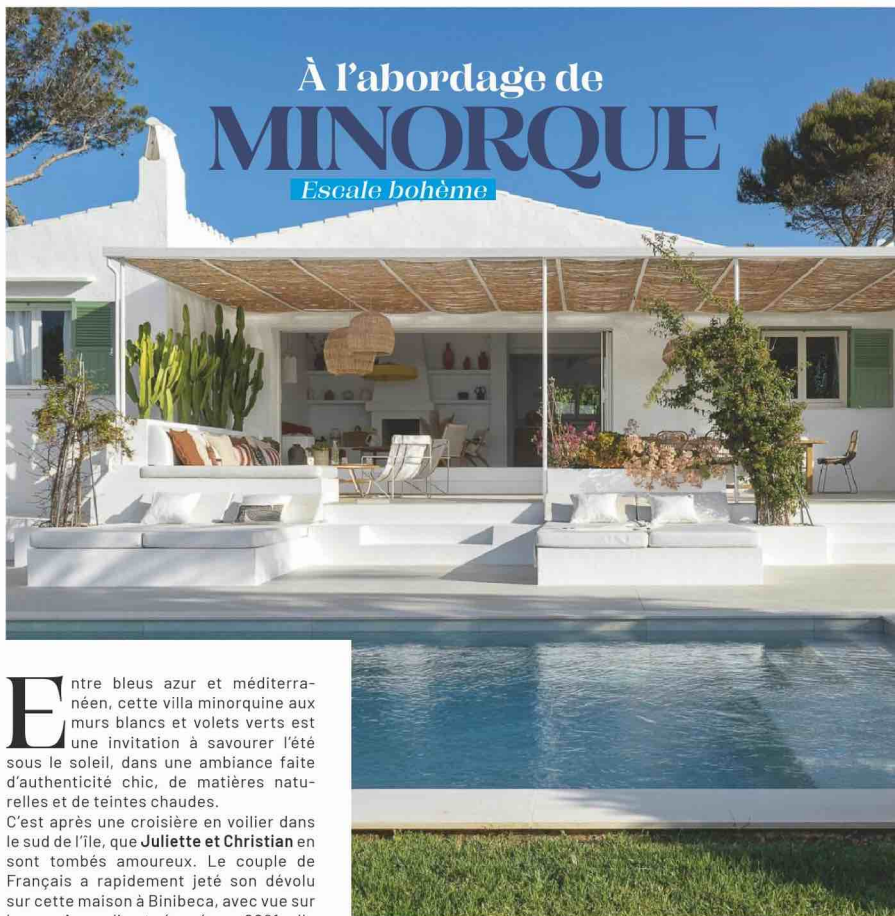 À l'abordage de
MINORQUE
Escale bohème
Entre bleus azur et méditerra-
néen, cette villa minorquine aux
murs blancs et volets verts est
une invitation à savourer l'été
sous le soleil, dans une ambiance faite
d'authenticité chic, de matières natu-
relles et de teintes chaudes.
C'est après une croisière en voilier dans
le sud de l'île, que Juliette et Christian en
sont tombés amoureux. Le couple de
Français a rapidement jeté son dévolu
sur cette maison à Binibeca, avec vue sur